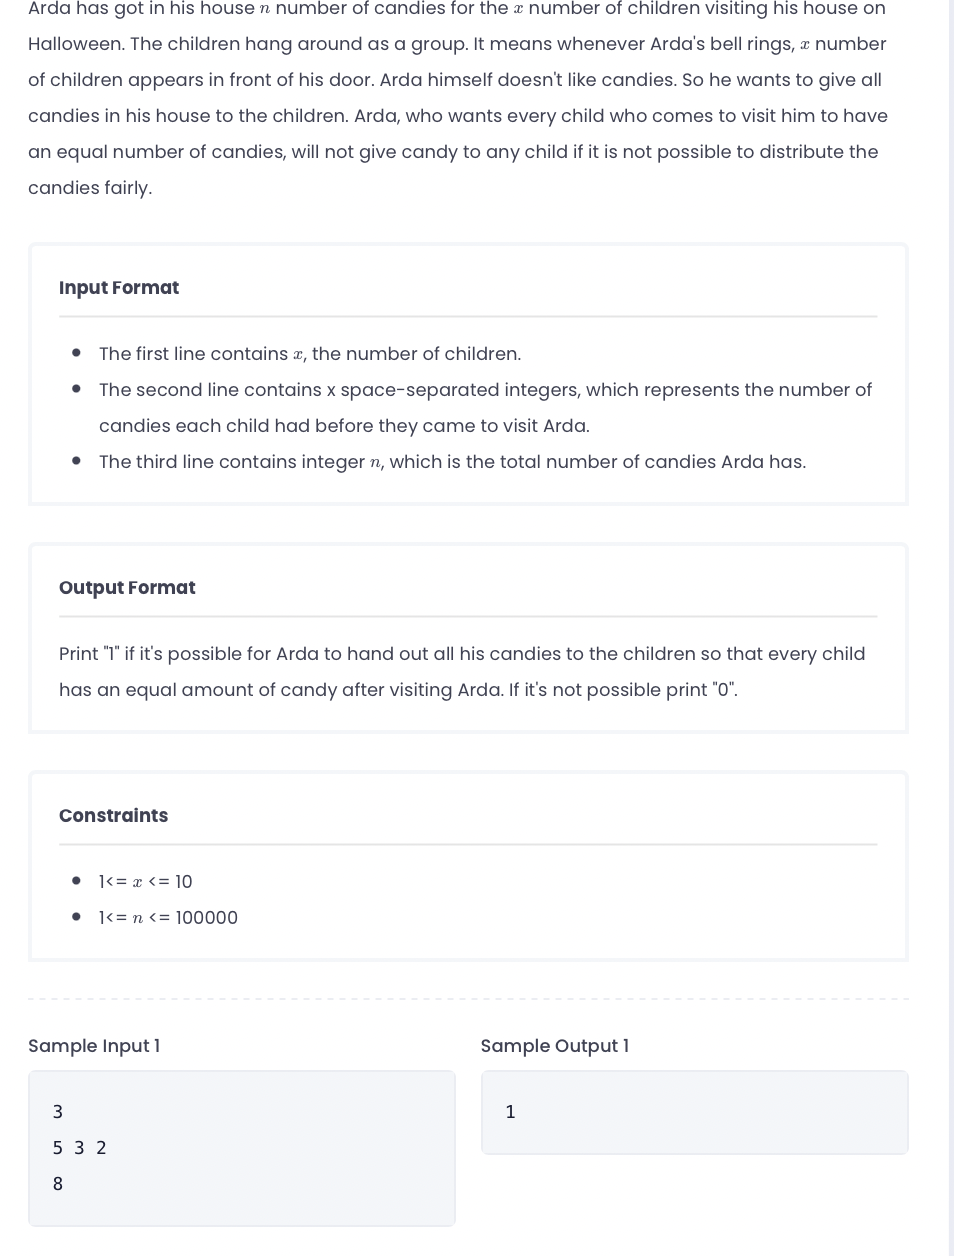 Arda has got in his house n number of candies for the x number of children visiting his house on
Halloween. The children hang around as a group. It means whenever Arda's bell rings, x number
of children appears in front of his door. Arda himself doesn't like candies. So he wants to give all
candies in his house to the children. Arda, who wants every child who comes to visit him to have
an equal number of candies, will not give candy to any child if it is not possible to distribute the
candies fairly.
Input Format
The first line contains x, the number of children.
The second line contains x space-separated integers, which represents the number of
candies each child had before they came to visit Arda.
The third line contains integer n, which is the total number of candies Arda has.
Output Format
Print "1" if it's possible for Arda to hand out all his candies to the children so that every child
has an equal amount of candy after visiting Arda. If it's not possible print "0".
Constraints
1<= x <= 10
1<= n <= 100000
Sample Input 1
3
5 3 2
8
Sample Output 1
1